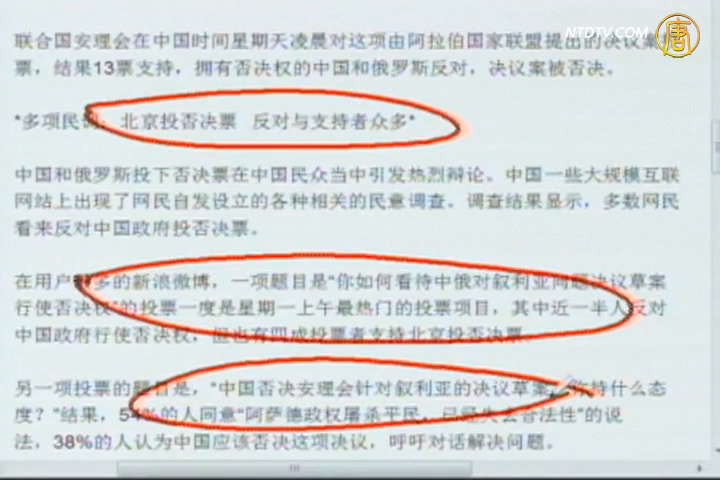 NTDTV.COM
唐
联合国安理会在中国时间星期天凌晨对这项由阿拉伯国家联盟提出的决议案投
票，结果13票支持，拥有否决权的中国和俄罗斯反对，决议案被否决。
*多项民调：北京投否决票 反对与支持者众多*
中国和俄罗斯投下否决票在中国民众当中引发热烈辩论。中国一些大规模互联
网站上出现了网民自发设立的各种相关的民意调查。调查结果显示，多数网民
看来反对中国政府投否决票。
在用户众多的新浪微博，一项题目是“你如何看待中俄对叙利亚问题决议草案
行使否决权”的投票一度是星期一上午最热门的投票项目，其中近一半人反对
中国政府行使否决权，但也有四成投票者支持北京投否决票。
另一项投票的题目是，“中国否决安理会针对叙利亚的决议草案，你持什么态
度？”结果，54%的人同意“阿萨德政权屠杀平民，已经失去合法性”的说
法，38%的人认为中国应该否决这项决议，呼吁对话解决问题。